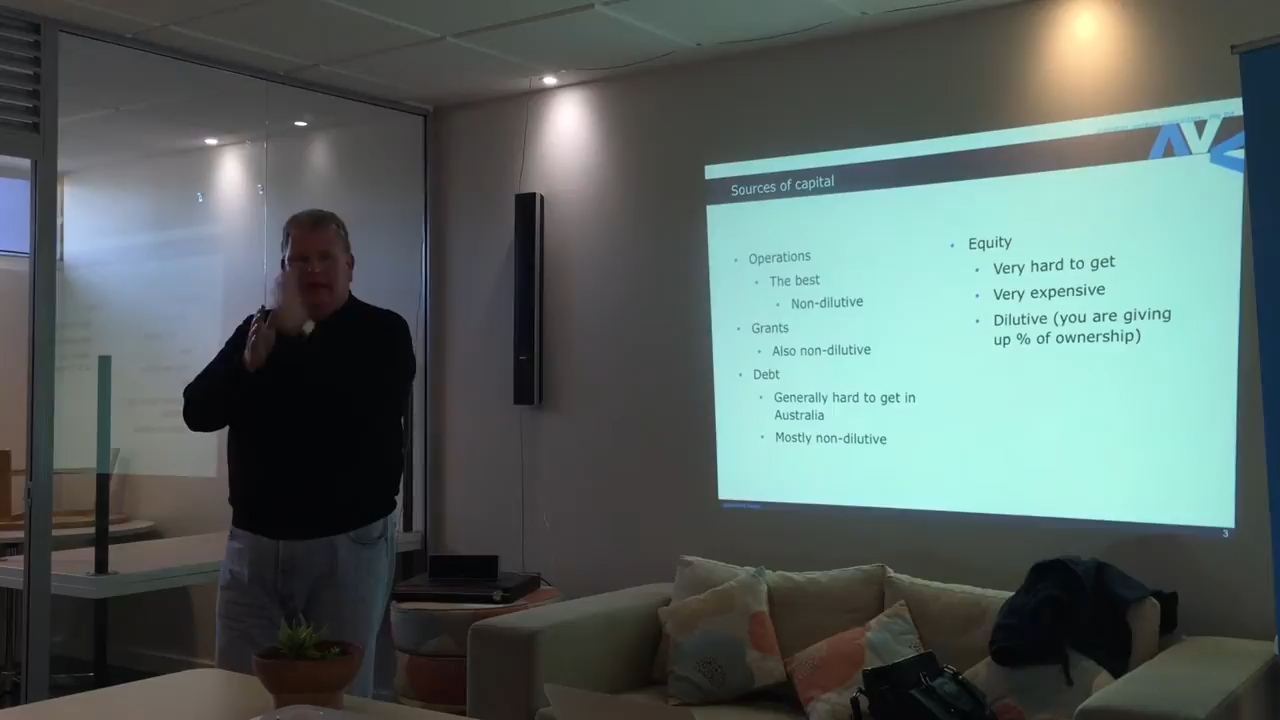 Sources of capital
Operations
The best
Non-dilutive
Grants
Also non-dilutive
Debt
Generally hard to get in
Australia
Mostly non-dilutive
Equity
Very hard to get
Very expensive
Dilutive (you are giving
up % of ownership)
3